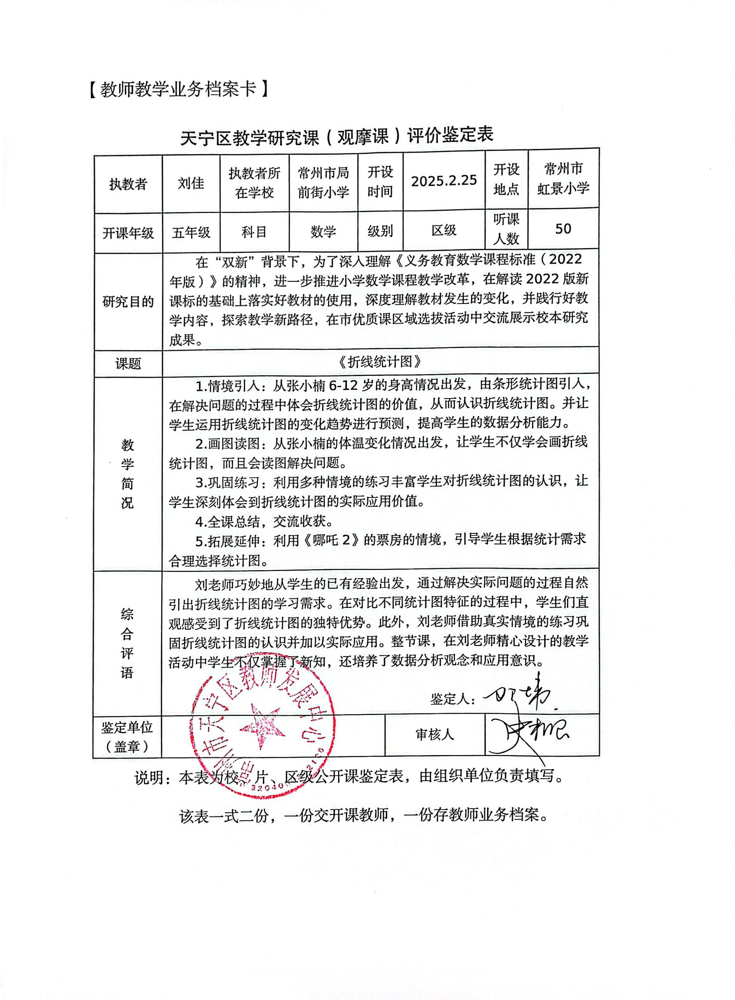 【教师教学业务档案卡】
天宁区教学研究课（观摩课）评价鉴定表
执教者 刘佳 执教者所在学校 常州市局前街小学 开设时间 2025.2.25 开设地点 常州市虹景小学
开课年级 五年级 科目 数学 级别 区级 听课人数 50
研究目的
在“双新”背景下，为了深入理解《义务教育数学课程标准（2022
年版）》的精神，进一步推进小学数学课程教学改革，在解读 2022 版新
课标的基础上落实好教材的使用，深度理解教材发生的变化，并践行好教
学内容，探索教学新路径，在市优质课区域选拔活动中交流展示校本研究
成果。
课题 《折线统计图》
教学简况
1.情境引入：从张小楠 6-12 岁的身高情况出发，由条形统计图引入，
在解决问题的过程中体会折线统计图的价值，从而认识折线统计图。并让
学生运用折线统计图的变化趋势进行预测，提高学生的数据分析能力。
2.画图读图：从张小楠的体温变化情况出发，让学生不仅学会画折线
统计图，而且会读图解决问题。
3.巩固练习：利用多种情境的练习丰富学生对折线统计图的认识，让
学生深刻体会到折线统计图的实际应用价值。
4.全课总结，交流收获。
5.拓展延伸：利用《哪吒 2》的票房的情境，引导学生根据统计需求
合理选择统计图。
综合评语
刘老师巧妙地从学生的已有经验出发，通过解决实际问题的过程自然
引出折线统计图的学习需求。在对比不同统计图特征的过程中，学生们直
观感受到了折线统计图的独特优势。此外，刘老师借助真实情境的练习巩
固折线统计图的认识并加以实际应用。整节课，在刘老师精心设计的教学
活动中学生不仅掌握了新知，还培养了数据分析观念和应用意识。
鉴定人：
鉴定单位（盖章） 审核人
常州市天宁区教师发展中心
说明：本表为校、片、区级公开课鉴定表，由组织单位负责填写。
该表一式二份，一份交开课教师，一份存教师业务档案。